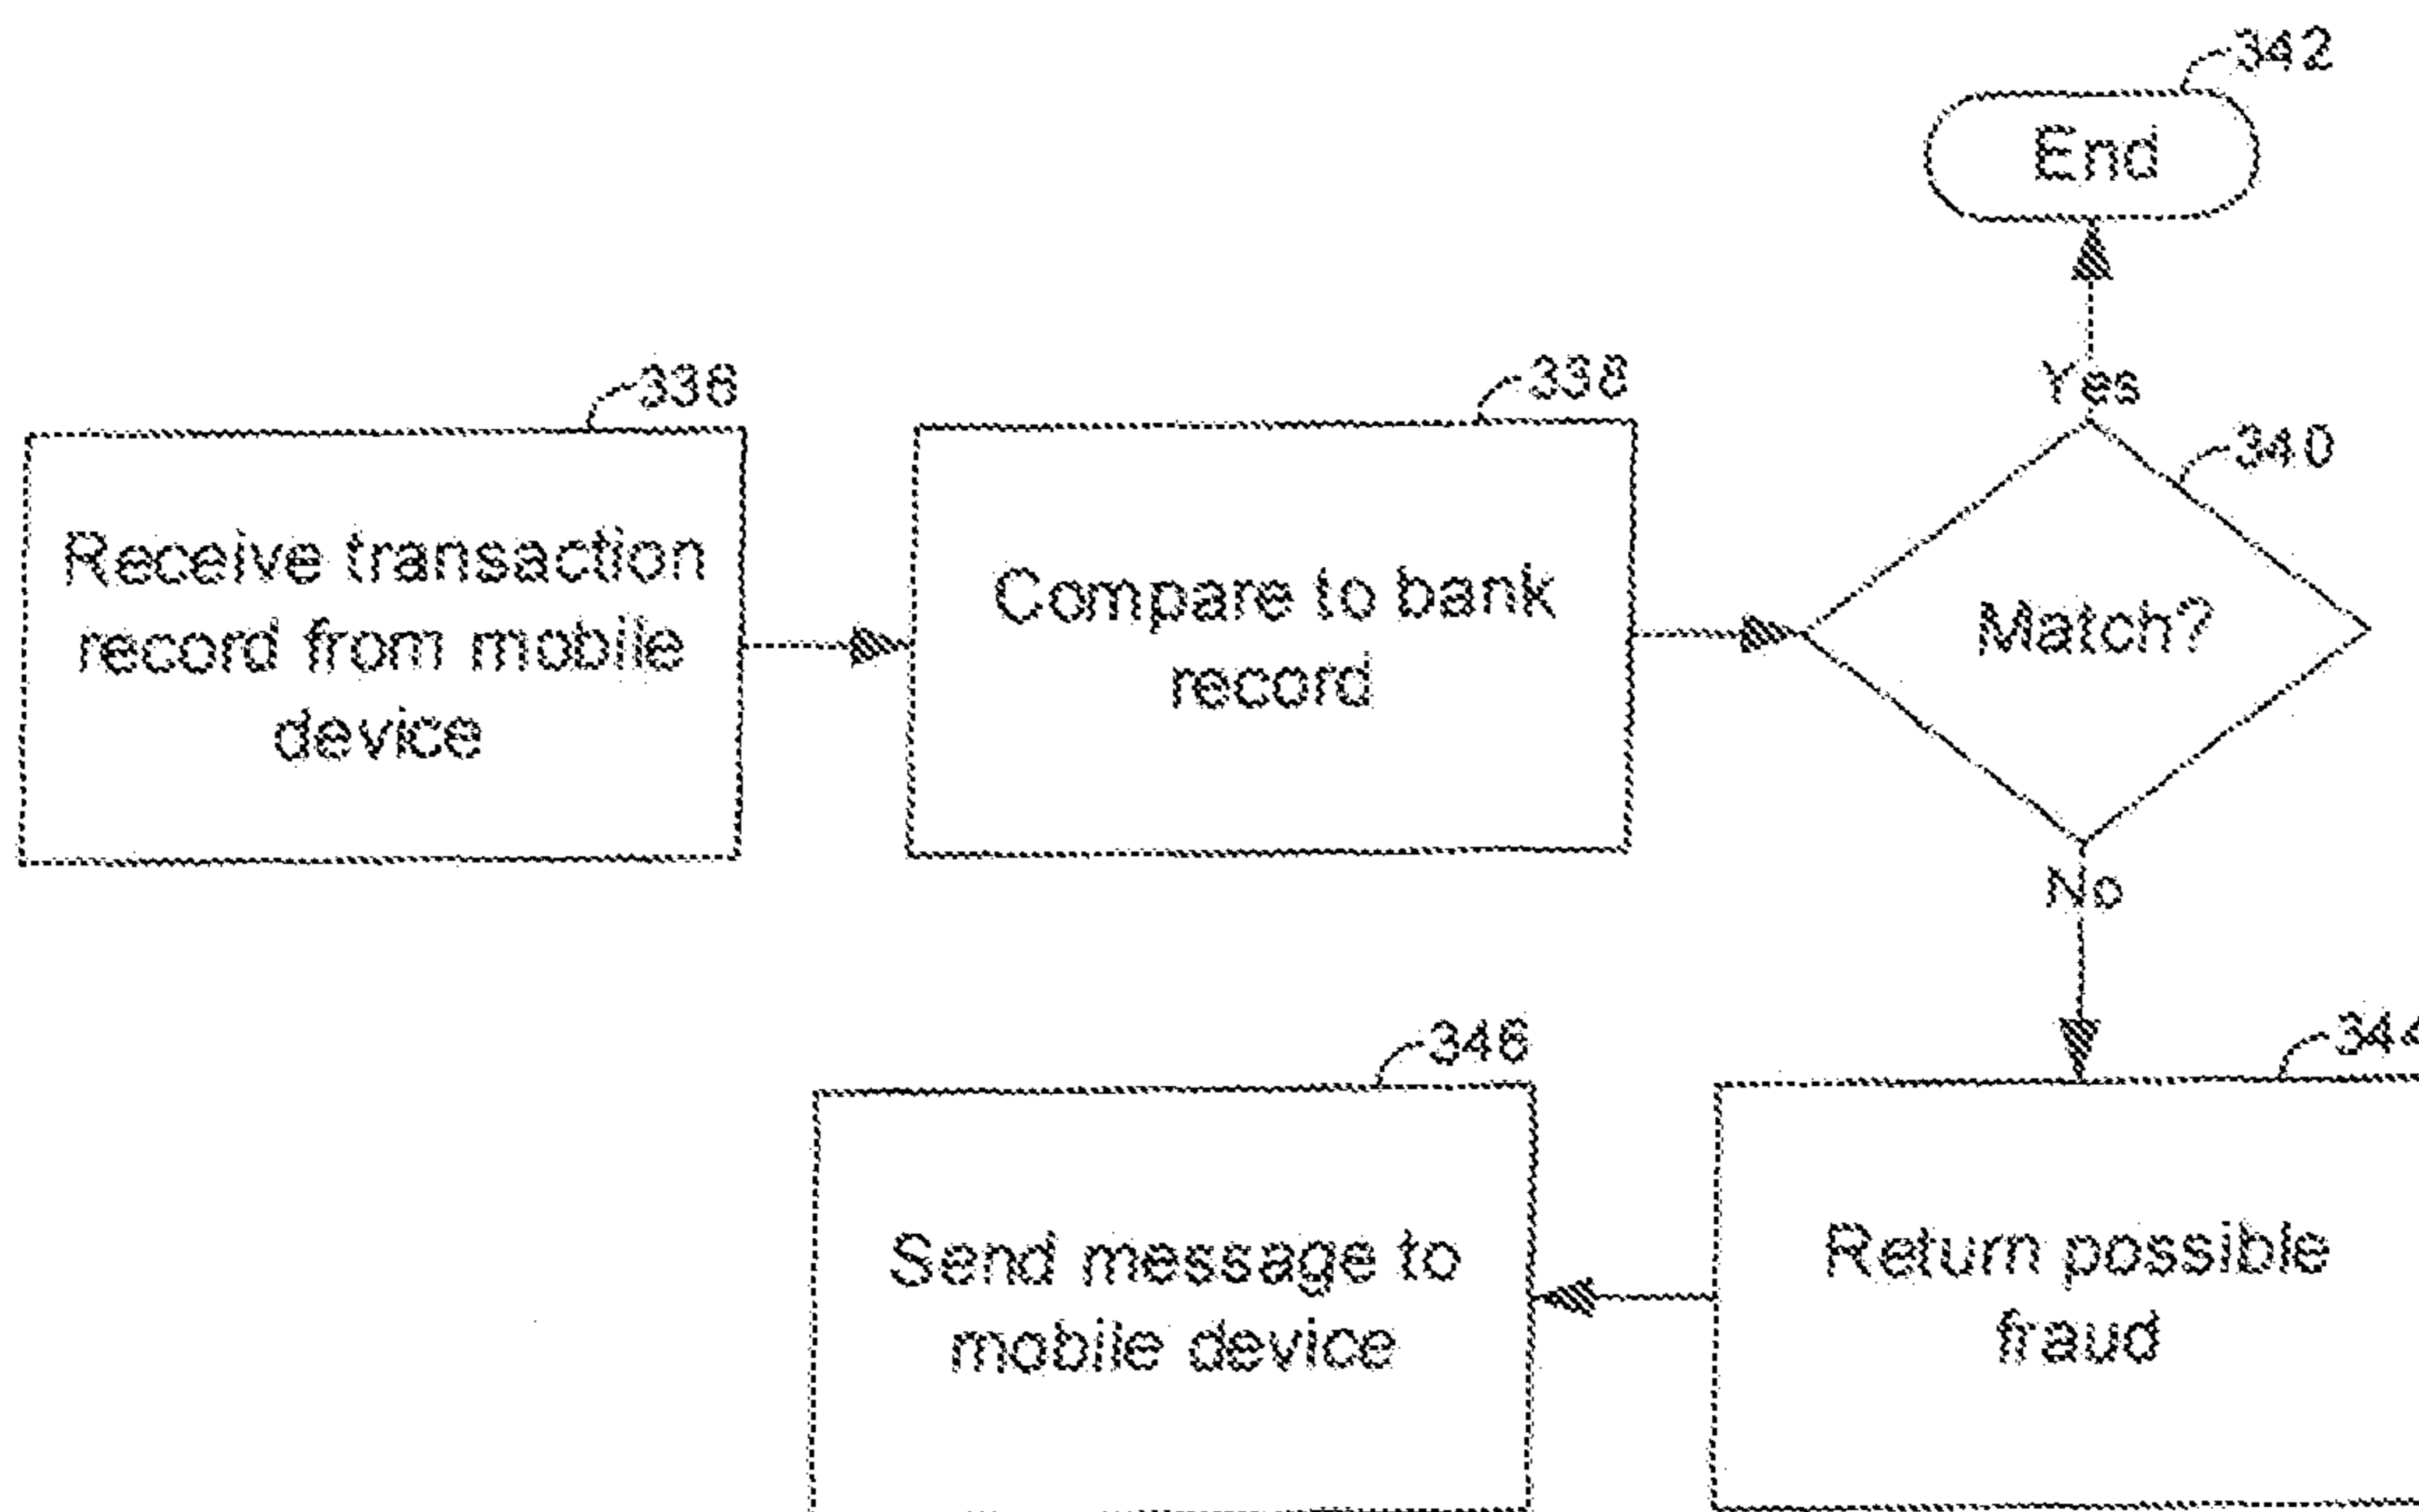 342
End
Yes
336
338
340
Receive transaction
record from mobile
device
Compare to bank
record
Match?
No
346
344
Send message to
mobile device
Return possible
fraud